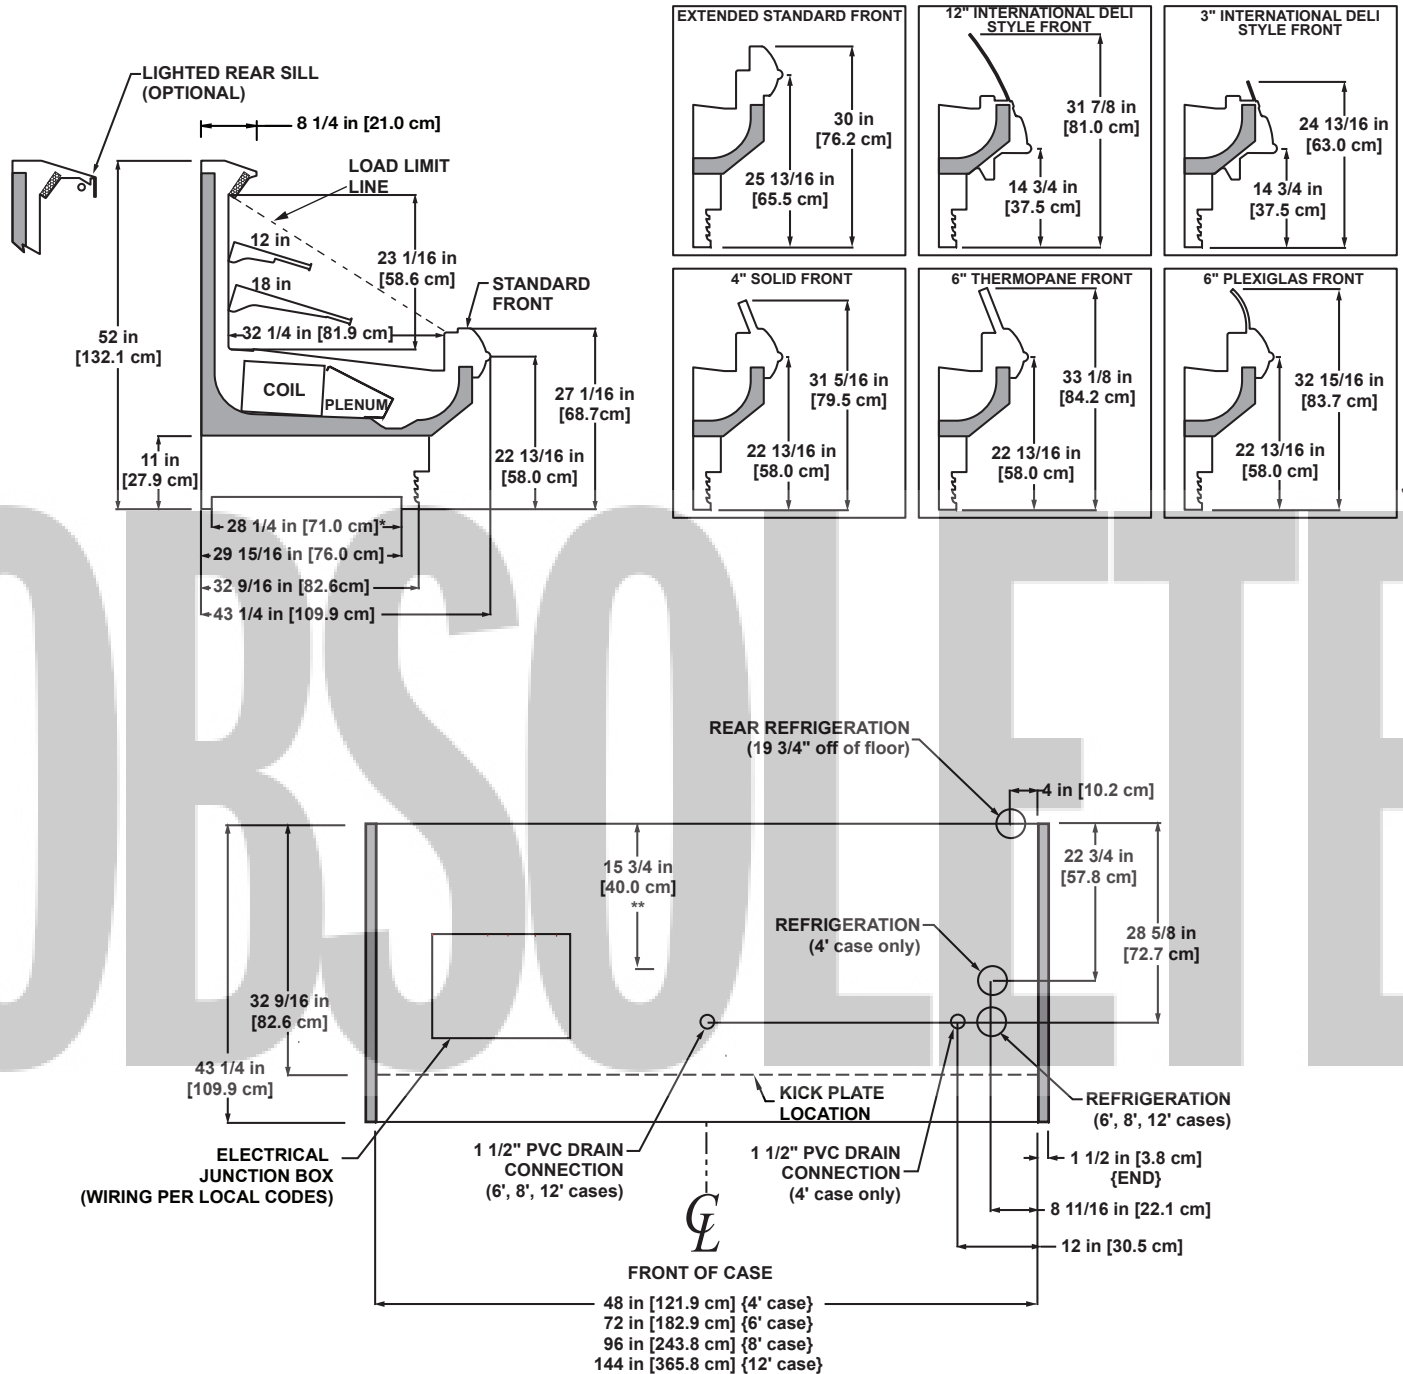 EXTENDED STANDARD FRONT
30 in
[76.2 cm]
25 13/16 in
[65.5 cm]
12" INTERNATIONAL DELI
STYLE FRONT
31 7/8 in
[81.0 cm]
14 3/4 in
[37.5 cm]
3" INTERNATIONAL DELI
STYLE FRONT
24 13/16 in
[63.0 cm]
14 3/4 in
[37.5 cm]
LIGHTED REAR SILL
(OPTIONAL)
8 1/4 in [21.0 cm]
LOAD LIMIT
LINE
12 in
18 in
23 1/16 in
[58.6 cm]
STANDARD
FRONT
52 in
[132.1 cm]
32 1/4 in [81.9 cm]
COIL
PLENUM
27 1/16 in
[68.7cm]
22 13/16 in
[58.0 cm]
11 in
[27.9 cm]
28 1/4 in [71.0 cm]*
29 15/16 in [76.0 cm]
32 9/16 in [82.6cm]
43 1/4 in [109.9 cm]
4" SOLID FRONT
31 5/16 in
[79.5 cm]
22 13/16 in
[58.0 cm]
6" THERMOPANE FRONT
33 1/8 in
[84.2 cm]
22 13/16 in
[58.0 cm]
6" PLEXIGLAS FRONT
32 15/16 in
[83.7 cm]
22 13/16 in
[58.0 cm]
OBSOLETE
REAR REFRIGERATION
(19 3/4" off of floor)
4 in [10.2 cm]
15 3/4 in
[40.0 cm]
**
22 3/4 in
[57.8 cm]
REFRIGERATION
(4' case only)
28 5/8 in
[72.7 cm]
32 9/16 in
[82.6 cm]
43 1/4 in
[109.9 cm]
KICK PLATE
LOCATION
REFRIGERATION
(6', 8', 12' cases)
ELECTRICAL
JUNCTION BOX
(WIRING PER LOCAL CODES)
1 1/2" PVC DRAIN
CONNECTION
(6', 8', 12' cases)
1 1/2" PVC DRAIN
CONNECTION
(4' case only)
1 1/2 in [3.8 cm]
{END}
8 11/16 in [22.1 cm]
12 in [30.5 cm]
CL
FRONT OF CASE
48 in [121.9 cm] {4' case}
72 in [182.9 cm] {6' case}
96 in [243.8 cm] {8' case}
144 in [365.8 cm] {12' case}